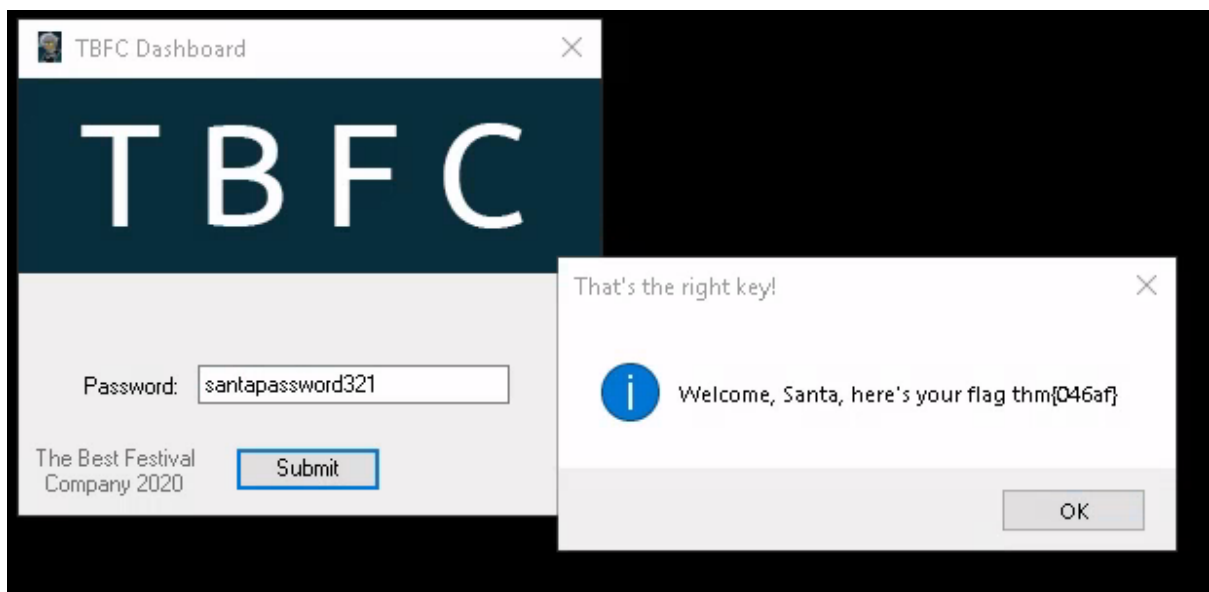 TBFC Dashboard
T B F C
That's the right key!
Password: santapassword321
Welcome, Santa, here's your flag thm{046af}
The Best Festival
Company 2020
Submit
OK